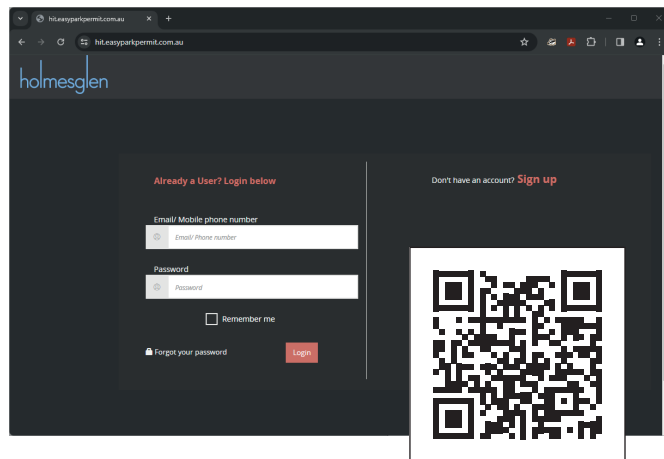 hit.easyparkpermit.com.au
hit.easyparkpermit.com.au
holmesglen
Already a User? Login below
Email/ Mobile phone number
Email/ Phone number
Password
Password
Remember me
Forgot your password
Login
Don't have an account? Sign up